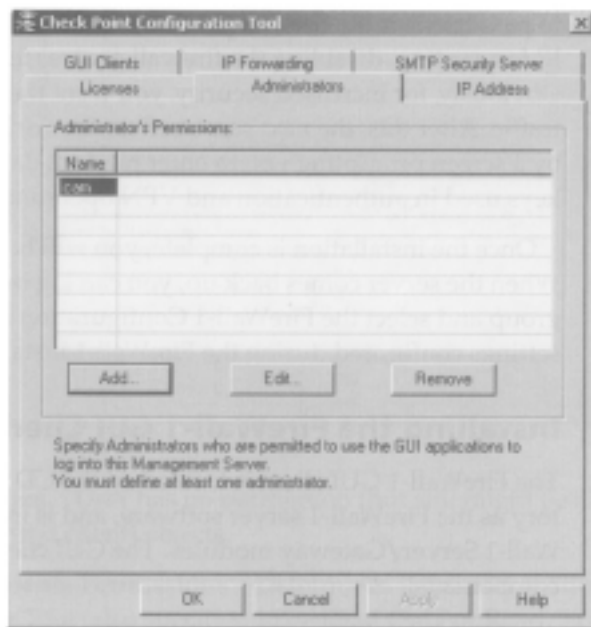 Check Point Configuration Tool
GUI Clients IP Forwarding SMTP Security Server
Licenses Administrators IP Address
Administrator's Permissions:
Name
cam
Add... Edit... Remove
Specify Administrators who are permitted to use the GUI applications to
log into this Management Server.
You must define at least one administrator.
OK Cancel Apply Help